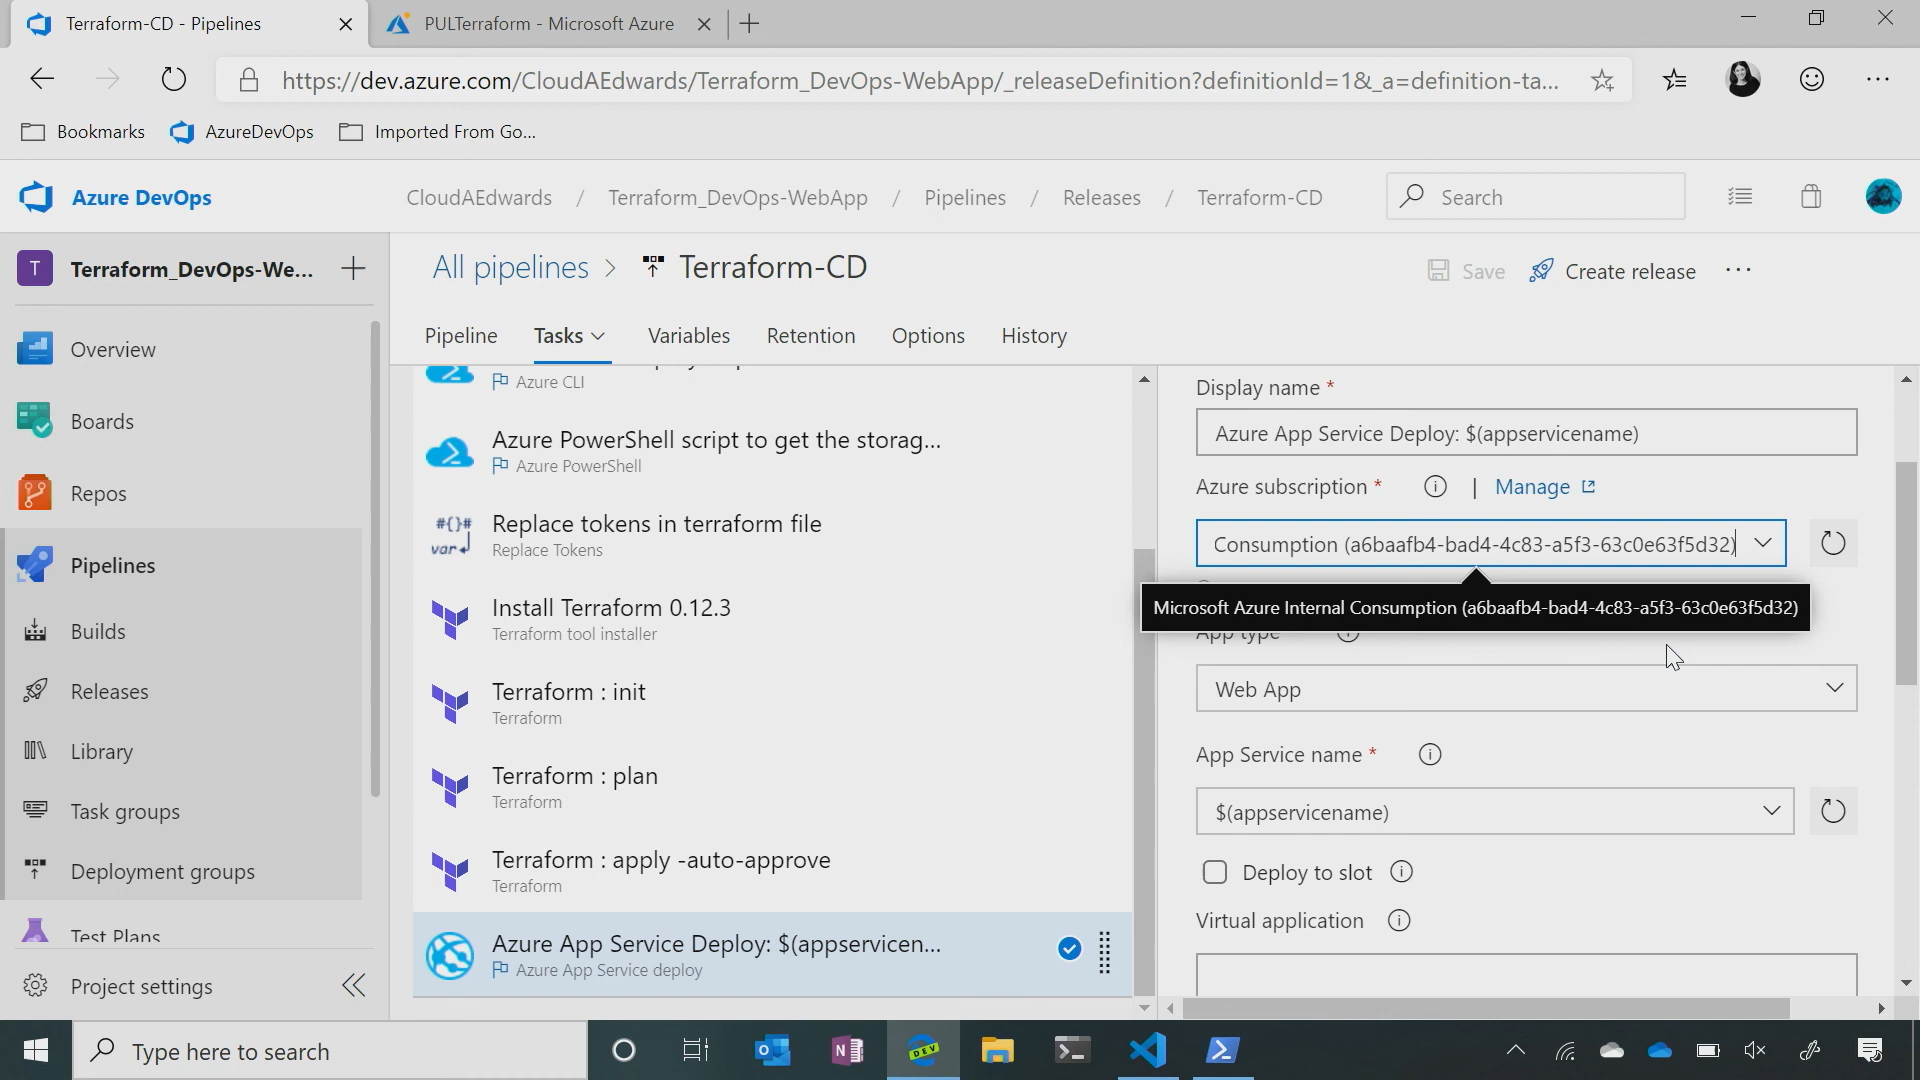 Terraform-CD - Pipelines
PULTerraform - Microsoft Azure
https://dev.azure.com/CloudAEdwards/Terraform_DevOps-WebApp/_releaseDefinition?definitionId=1&_a=definition-ta...
Bookmarks
AzureDevOps
Imported From Go...
Azure DevOps
CloudAEdwards / Terraform_DevOps-WebApp / Pipelines / Releases / Terraform-CD
Search
T
Terraform_DevOps-We...
Overview
Boards
Repos
Pipelines
Builds
Releases
Library
Task groups
Deployment groups
Test Plans
Project settings
All pipelines > Terraform-CD
Save
Create release
Pipeline
Tasks
Variables
Retention
Options
History
Azure CLI
Azure PowerShell script to get the storag...
Azure PowerShell
#{}#
var
Replace tokens in terraform file
Replace Tokens
Install Terraform 0.12.3
Terraform tool installer
Terraform : init
Terraform
Terraform : plan
Terraform
Terraform : apply -auto-approve
Terraform
Azure App Service Deploy: $(appservicen...
Azure App Service deploy
Display name *
Azure App Service Deploy: $(appservicename)
Azure subscription *
| Manage
Consumption (a6baafb4-bad4-4c83-a5f3-63c0e63f5d32)
Microsoft Azure Internal Consumption (a6baafb4-bad4-4c83-a5f3-63c0e63f5d32)
App type
Web App
App Service name *
$(appservicename)
Deploy to slot
Virtual application
Type here to search
N
DEV